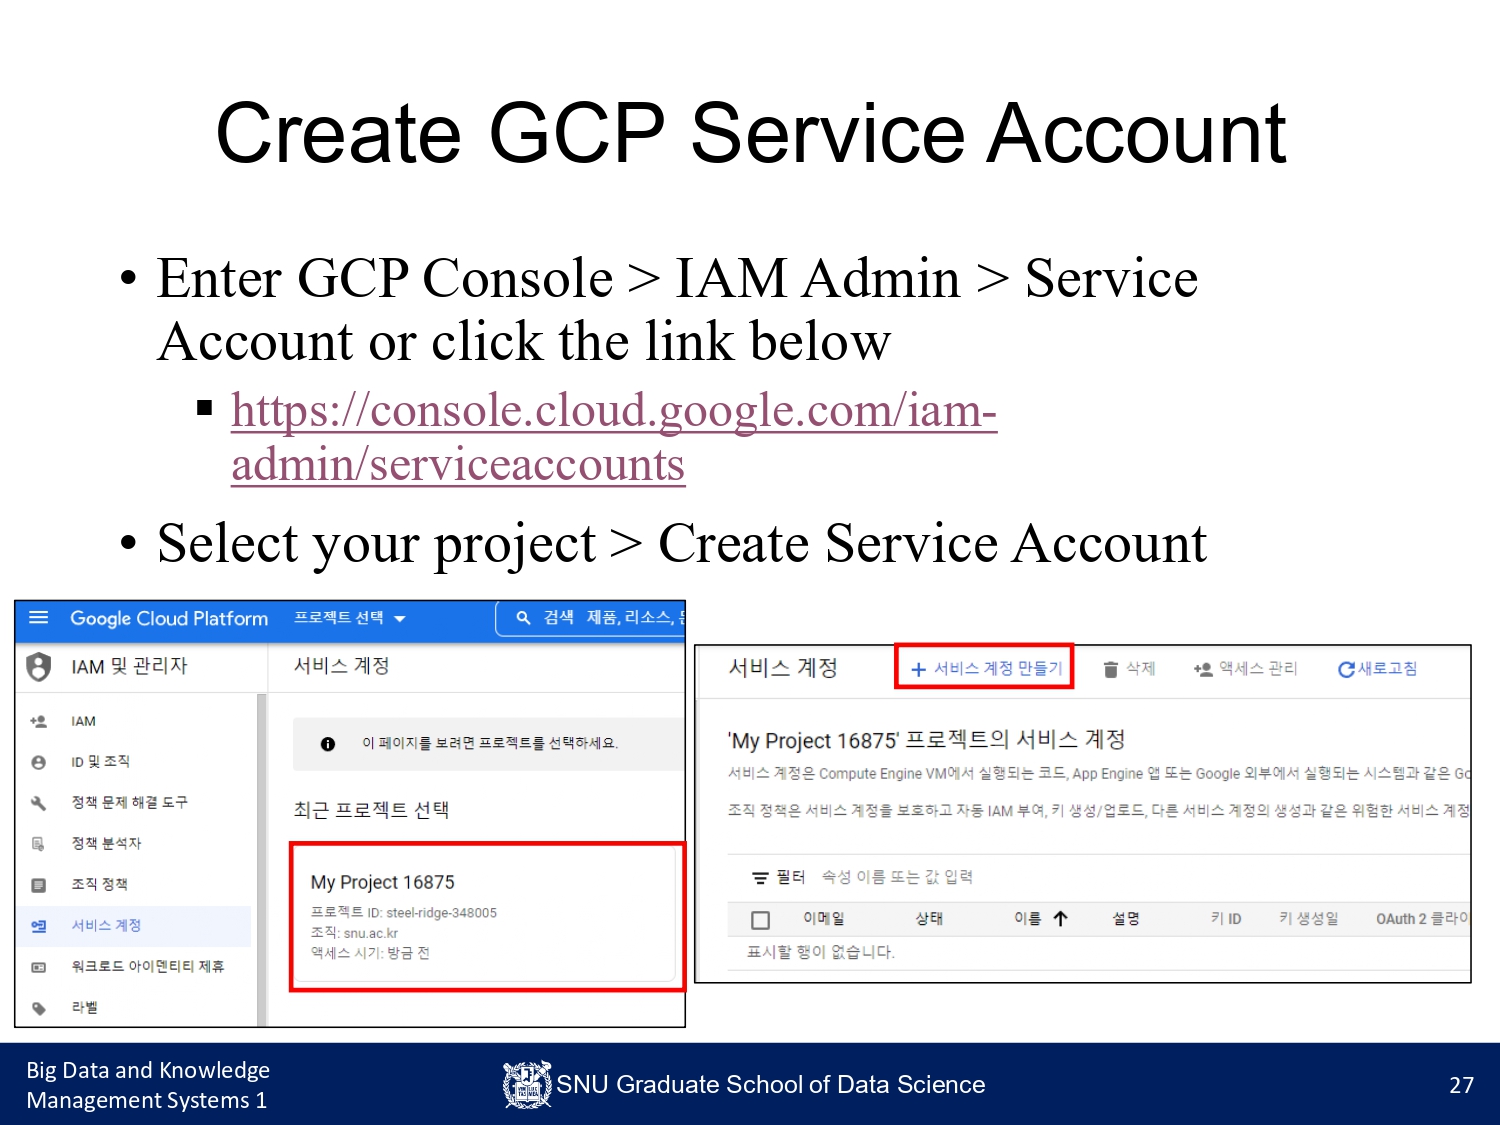 Create GCP Service Account
• Enter GCP Console > IAM Admin > Service
Account or click the link below
▪ https://console.cloud.google.com/iam-
admin/serviceaccounts
• Select your project > Create Service Account
Google Cloud Platform 프로젝트 선택 검색 제품, 리소스,
IAM 및 관리자
IAM
ID 및 조직
정책 문제 해결 도구
정책 분석자
조직 정책
서비스 계정
워크로드 아이덴티티 제휴
라벨
서비스 계정
이 페이지를 보려면 프로젝트를 선택하세요.
최근 프로젝트 선택
My Project 16875
프로젝트 ID: steel-ridge-348005
조직: snu.ac.kr
액세스 시기: 방금 전
서비스 계정 + 서비스 계정 만들기 삭제 액세스 관리 새로고침
'My Project 16875' 프로젝트의 서비스 계정
서비스 계정은 Compute Engine VM에서 실행되는 코드, App Engine 앱 또는 Google 외부에서 실행되는 시스템과 같은 Go
조직 정책은 서비스 계정을 보호하고 자동 IAM 부여, 키 생성/업로드, 다른 서비스 계정의 생성과 같은 위험한 서비스 계정
필터 속성 이름 또는 값 입력
이메일 상태 이름 ↑ 설명 키 ID 키 생성일 OAuth 2 클라이
표시할 행이 없습니다.
Big Data and Knowledge
Management Systems 1
SNU Graduate School of Data Science
27